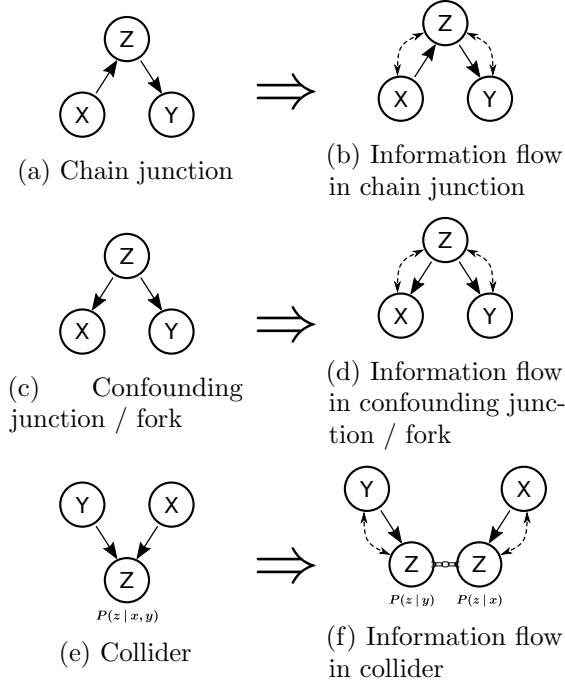 Z
Z
X
Y
X
Y
(a) Chain junction
(b) Information flow
in chain junction
Z
Z
X
Y
X
Y
(c) Confounding
junction / fork
(d) Information flow
in confounding junc-
tion / fork
Y
X
Y
X
Z
Z
Z
P(z | x, y)
P(z | y)
P(z | x)
(e) Collider
(f) Information flow
in collider